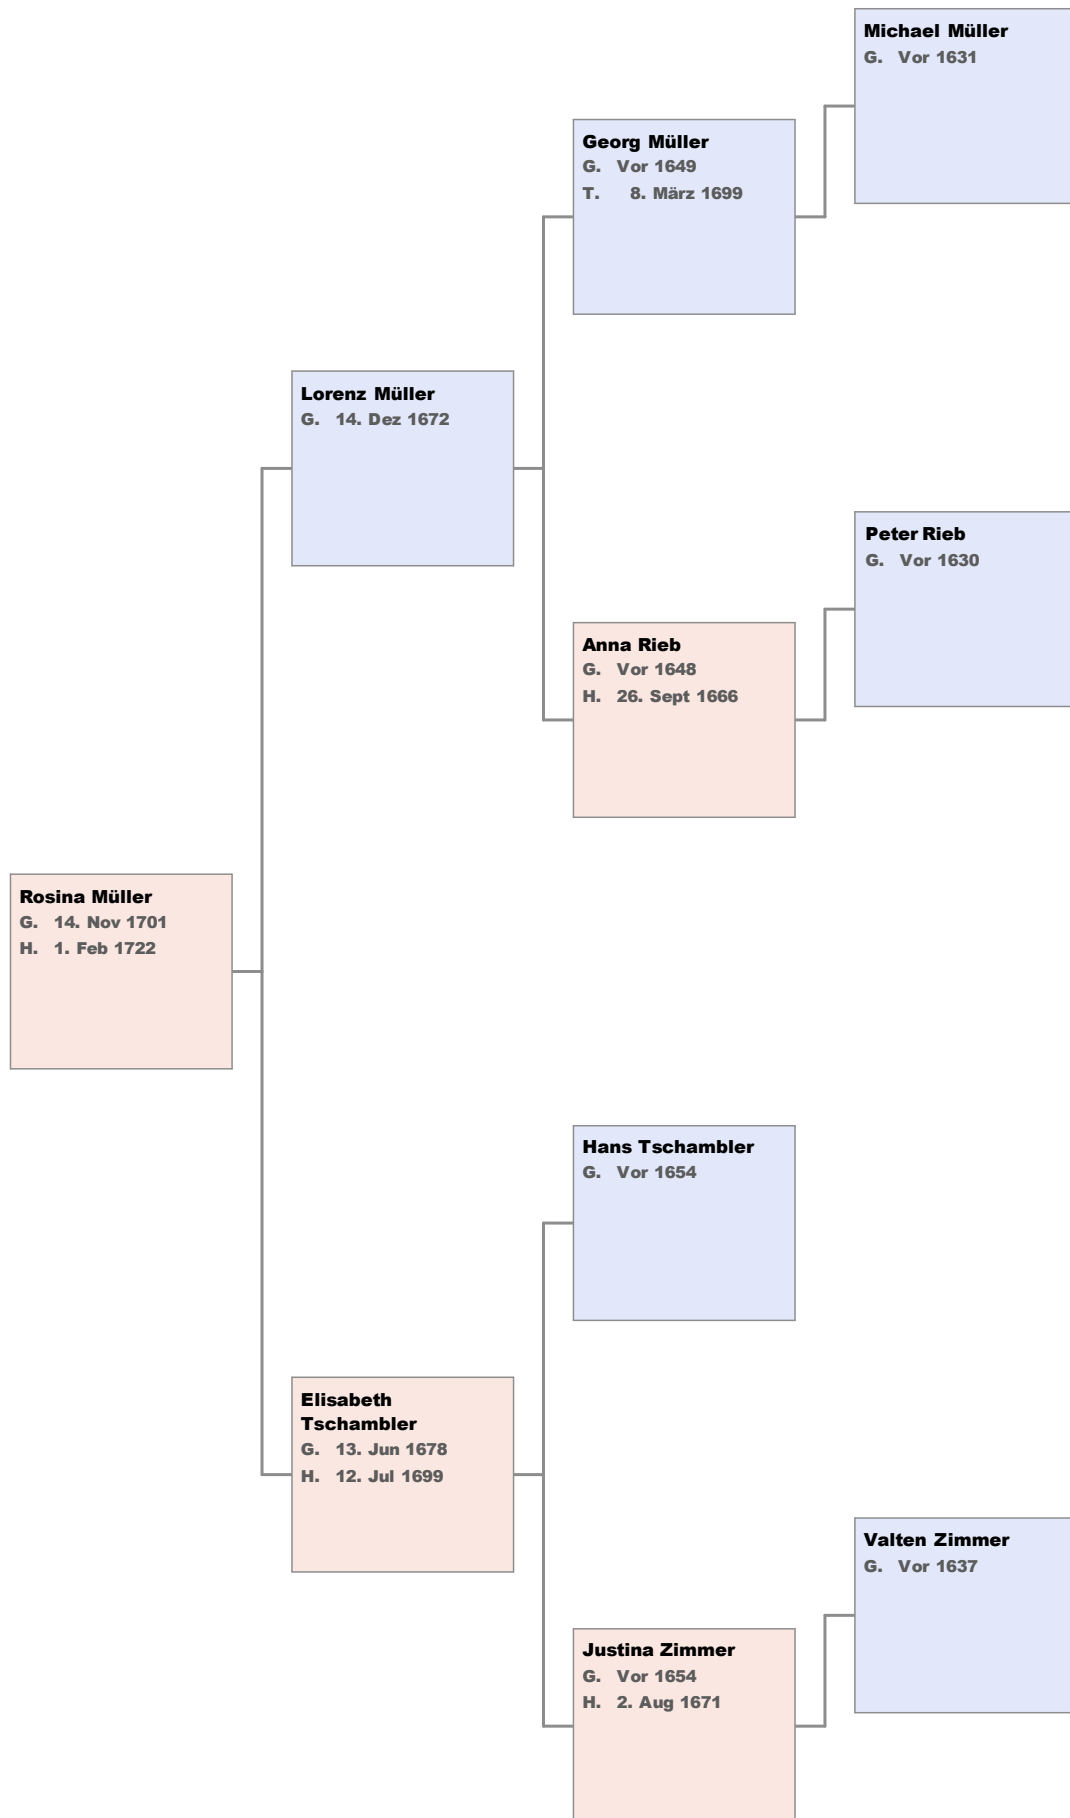 Michael Müller
G. Vor 1631
Georg Müller
G. Vor 1649
T. 8. März 1699
Lorenz Müller
G. 14. Dez 1672
Peter Rieb
G. Vor 1630
Anna Rieb
G. Vor 1648
H. 26. Sept 1666
Rosina Müller
G. 14. Nov 1701
H. 1. Feb 1722
Hans Tschambler
G. Vor 1654
Elisabeth
Tschambler
G. 13. Jun 1678
H. 12. Jul 1699
Valten Zimmer
G. Vor 1637
Justina Zimmer
G. Vor 1654
H. 2. Aug 1671